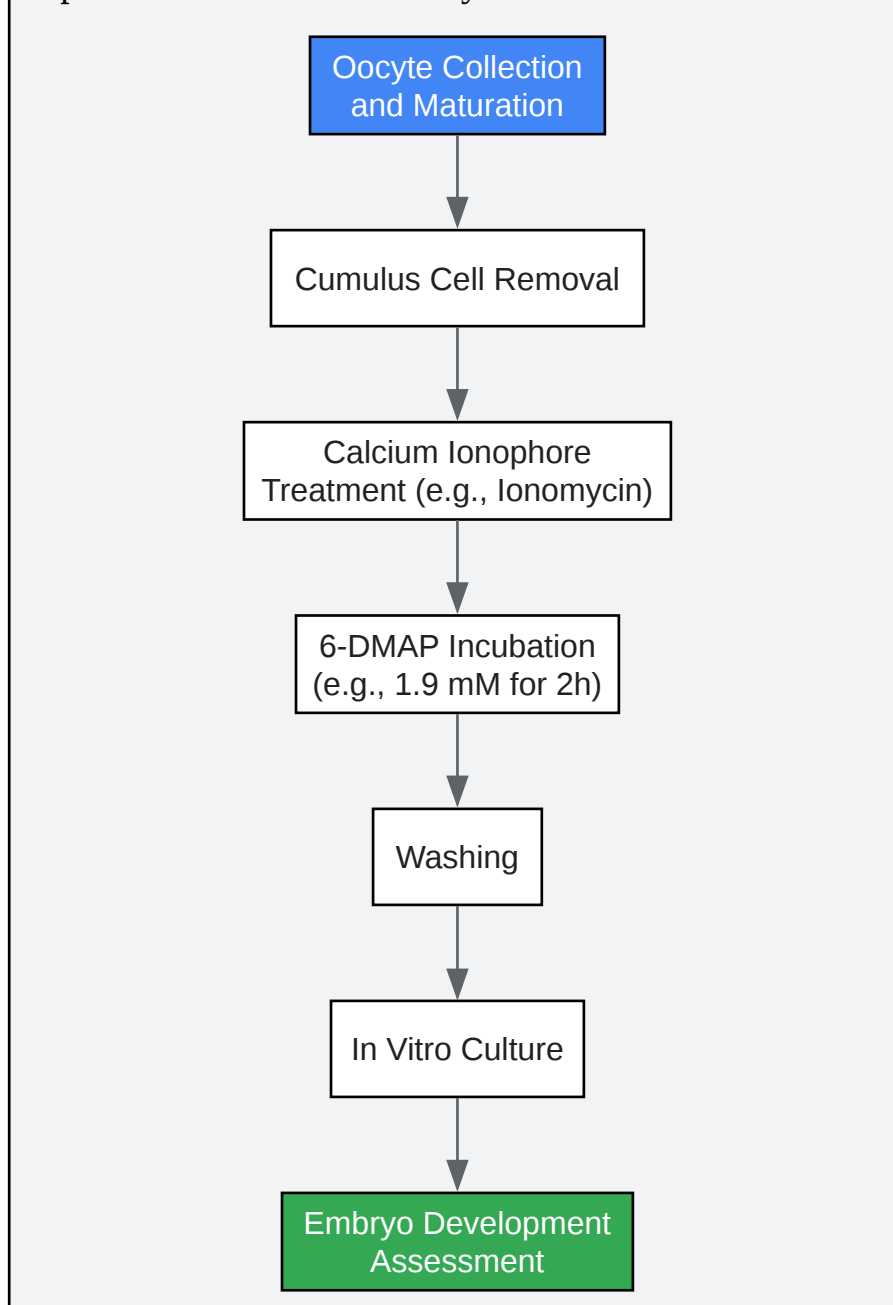 Oocyte Collection
and Maturation
Cumulus Cell Removal
Calcium Ionophore
Treatment (e.g., Ionomycin)
6-DMAP Incubation
(e.g., 1.9 mM for 2h)
Washing
In Vitro Culture
Embryo Development
Assessment